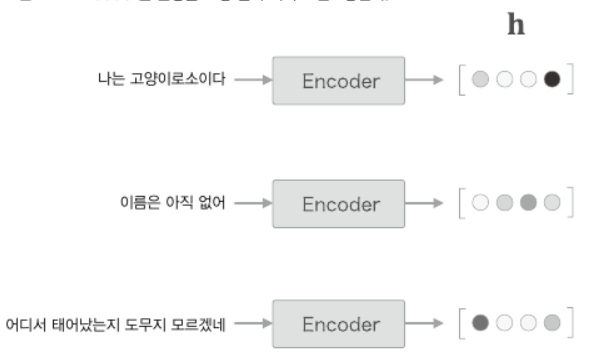 h
나는 고양이로소이다 Encoder
이름은 아직 없어 Encoder
어디서 태어났는지 도무지 모르겠네 Encoder